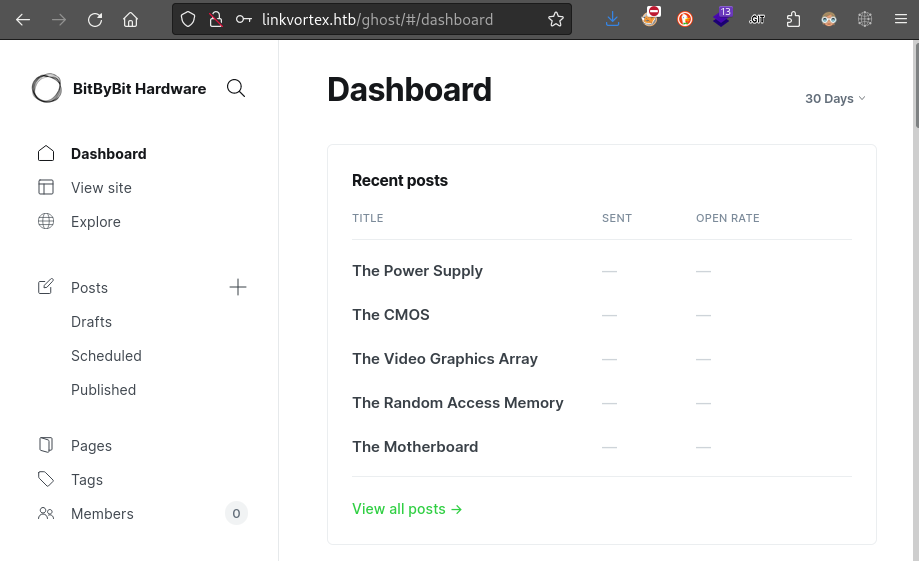 linkvortex.htb/ghost/#/dashboard
13
.GIT
BitByBit Hardware
Dashboard
View site
Explore
Posts
Drafts
Scheduled
Published
Pages
Tags
Members 0
Dashboard
30 Days
Recent posts
TITLE SENT OPEN RATE
The Power Supply — —
The CMOS — —
The Video Graphics Array — —
The Random Access Memory — —
The Motherboard — —
View all posts →